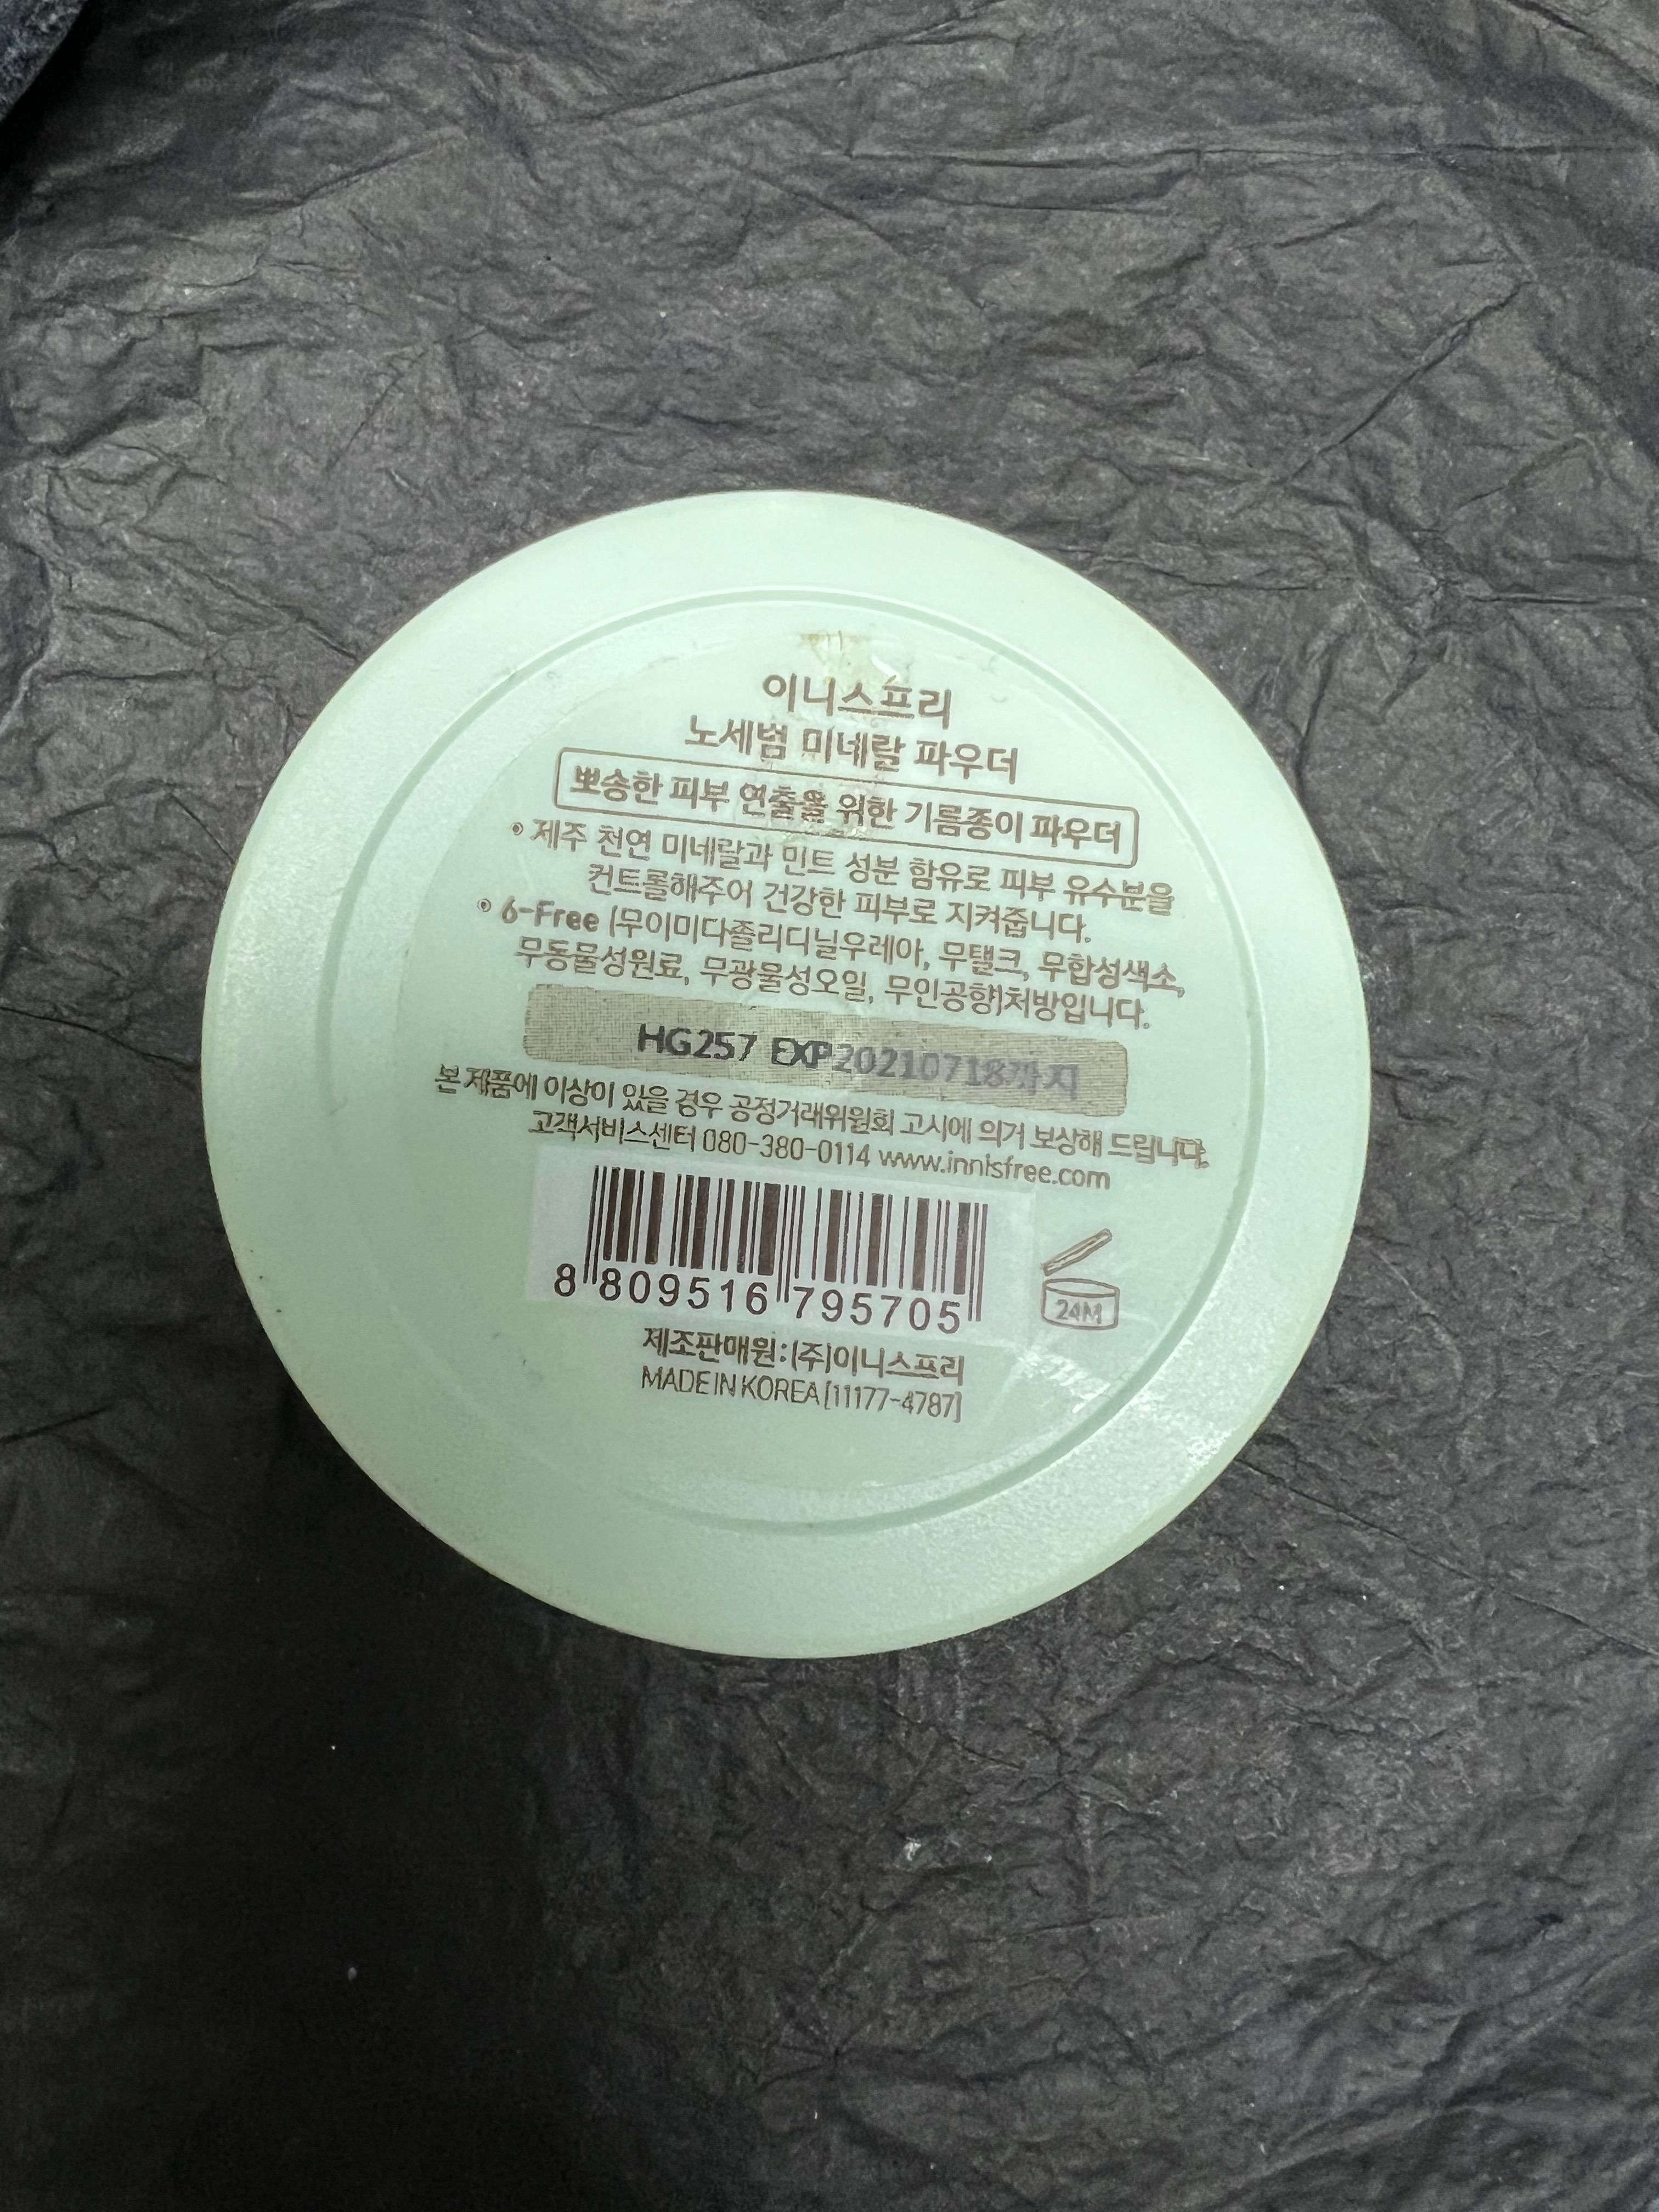 이니스프리
노세범 미네랄 파우더
뽀송한 피부 연출을 위한 기름종이 파우더
• 제주 천연 미네랄과 민트 성분 함유로 피부 유수분을
컨트롤해주어 건강한 피부로 지켜줍니다.
• 6-Free (무이미다졸리디닐우레아, 무탤크, 무합성색소,
무동물성원료, 무광물성오일, 무인공향)처방입니다.
HG257 EXP20210718까지
본 제품에 이상이 있을 경우 공정거래위원회 고시에 의거 보상해 드립니다.
고객서비스센터 080-380-0114 www.innisfree.com
8 809516 795705
24M
제조판매원:(주)이니스프리
MADE IN KOREA [11177-4787]